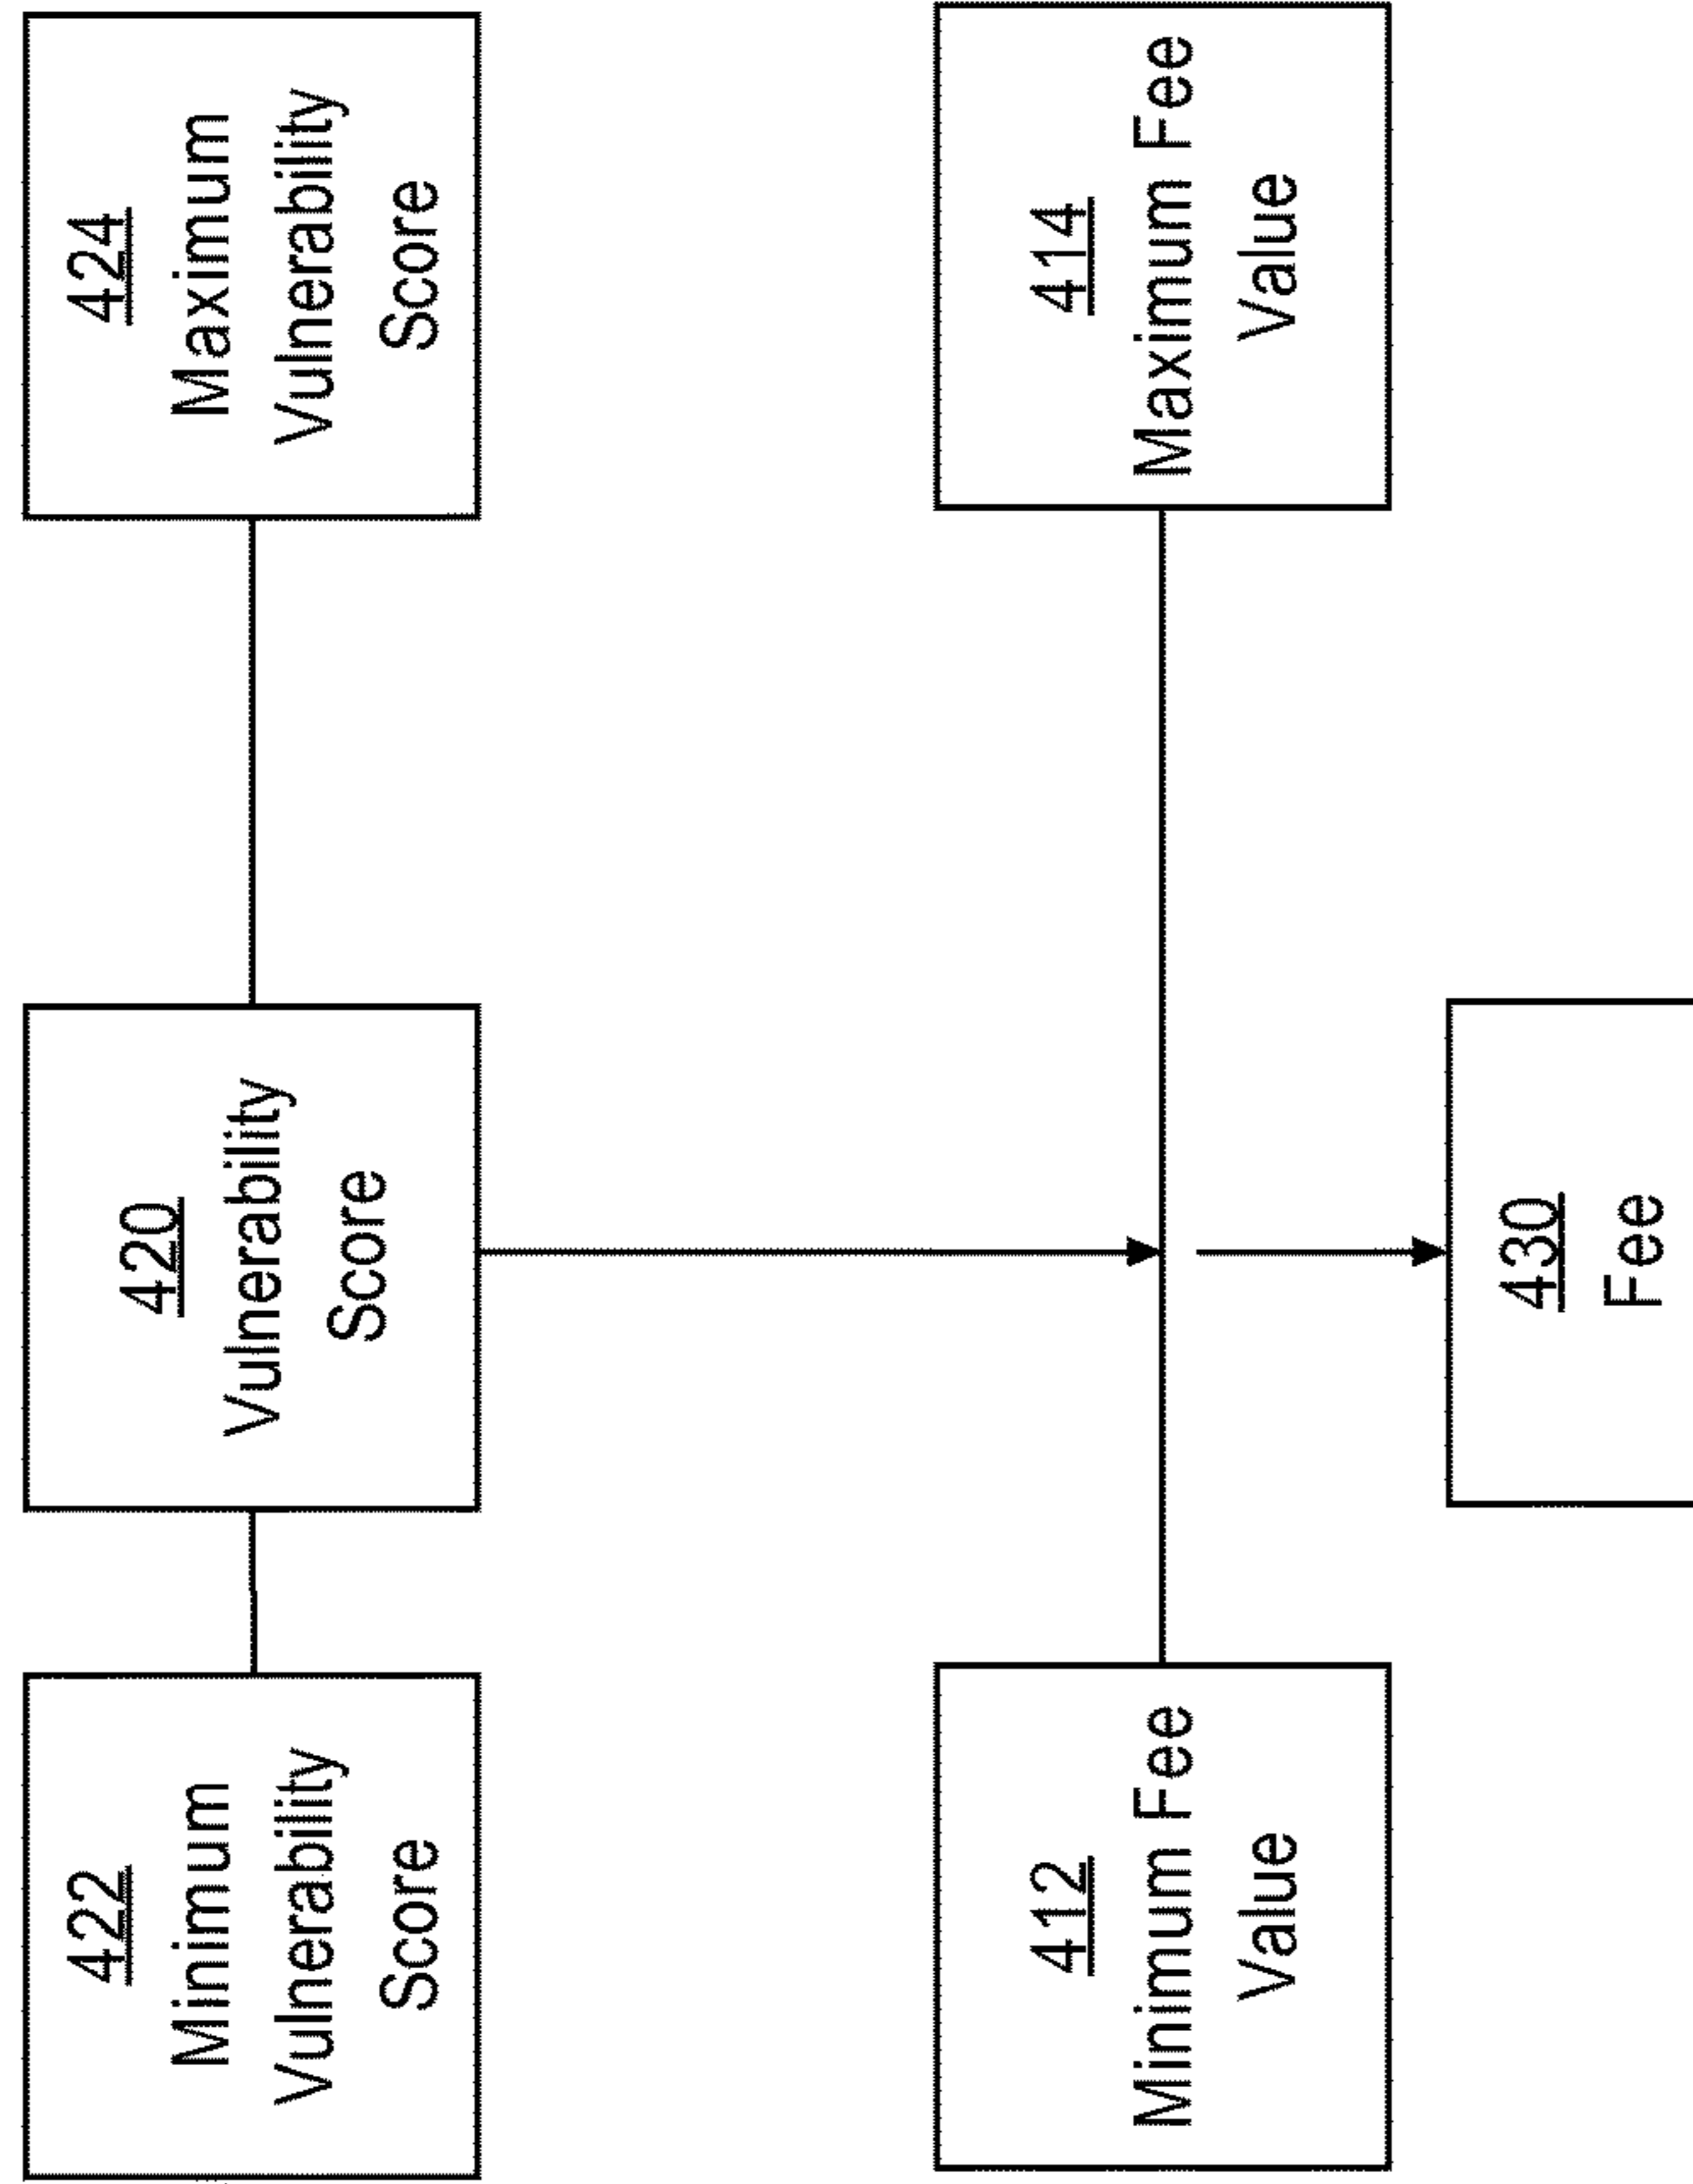 422
Minimum
Vulnerability
Score
420
Vulnerability
Score
424
Maximum
Vulnerability
Score
412
Minimum Fee
Value
414
Maximum Fee
Value
430
Fee